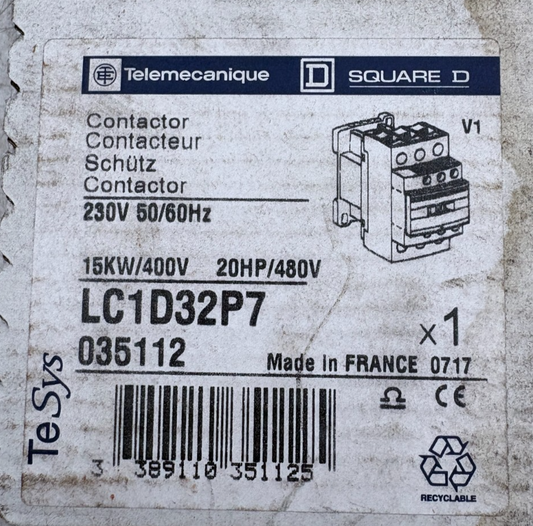 Telemecanique SQUARE D
V1
Contactor
Contacteur
Schütz
Contactor
230V 50/60Hz
15KW/400V 20HP/480V
LC1D32P7
035112
x1
Made in FRANCE 0717
TeSys
CE
3 389110 351125
RECYCLABLE